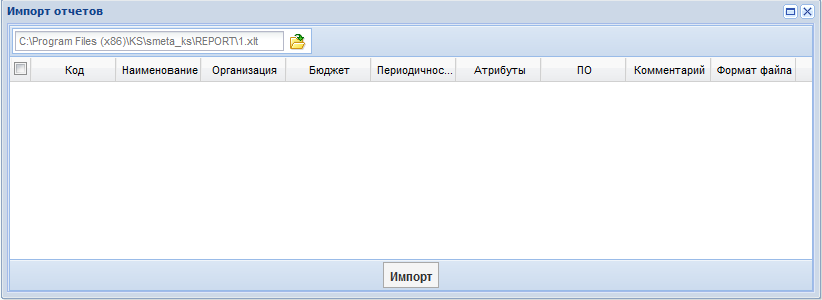 Импорт отчетов
C:\Program Files (x86)\KS\smeta_ks\REPORT\1.xlt
Код Наименование Организация Бюджет Периодичнос... Атрибуты ПО Комментарий Формат файла
Импорт